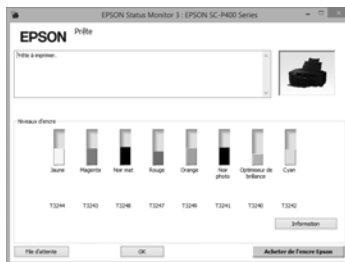 EPSON Status Monitor 3 : EPSON SC-P400 Series
EPSON
Prête
Prête à imprimer.
Niveaux d'encre
Jaune Magenta Noir mat Rouge Orange Noir photo Optimiseur de brillance Cyan
T3244 T3243 T3248 T3247 T3249 T3241 T3240 T3242
Information
File d'attente
OK
Acheter de l'encre Epson